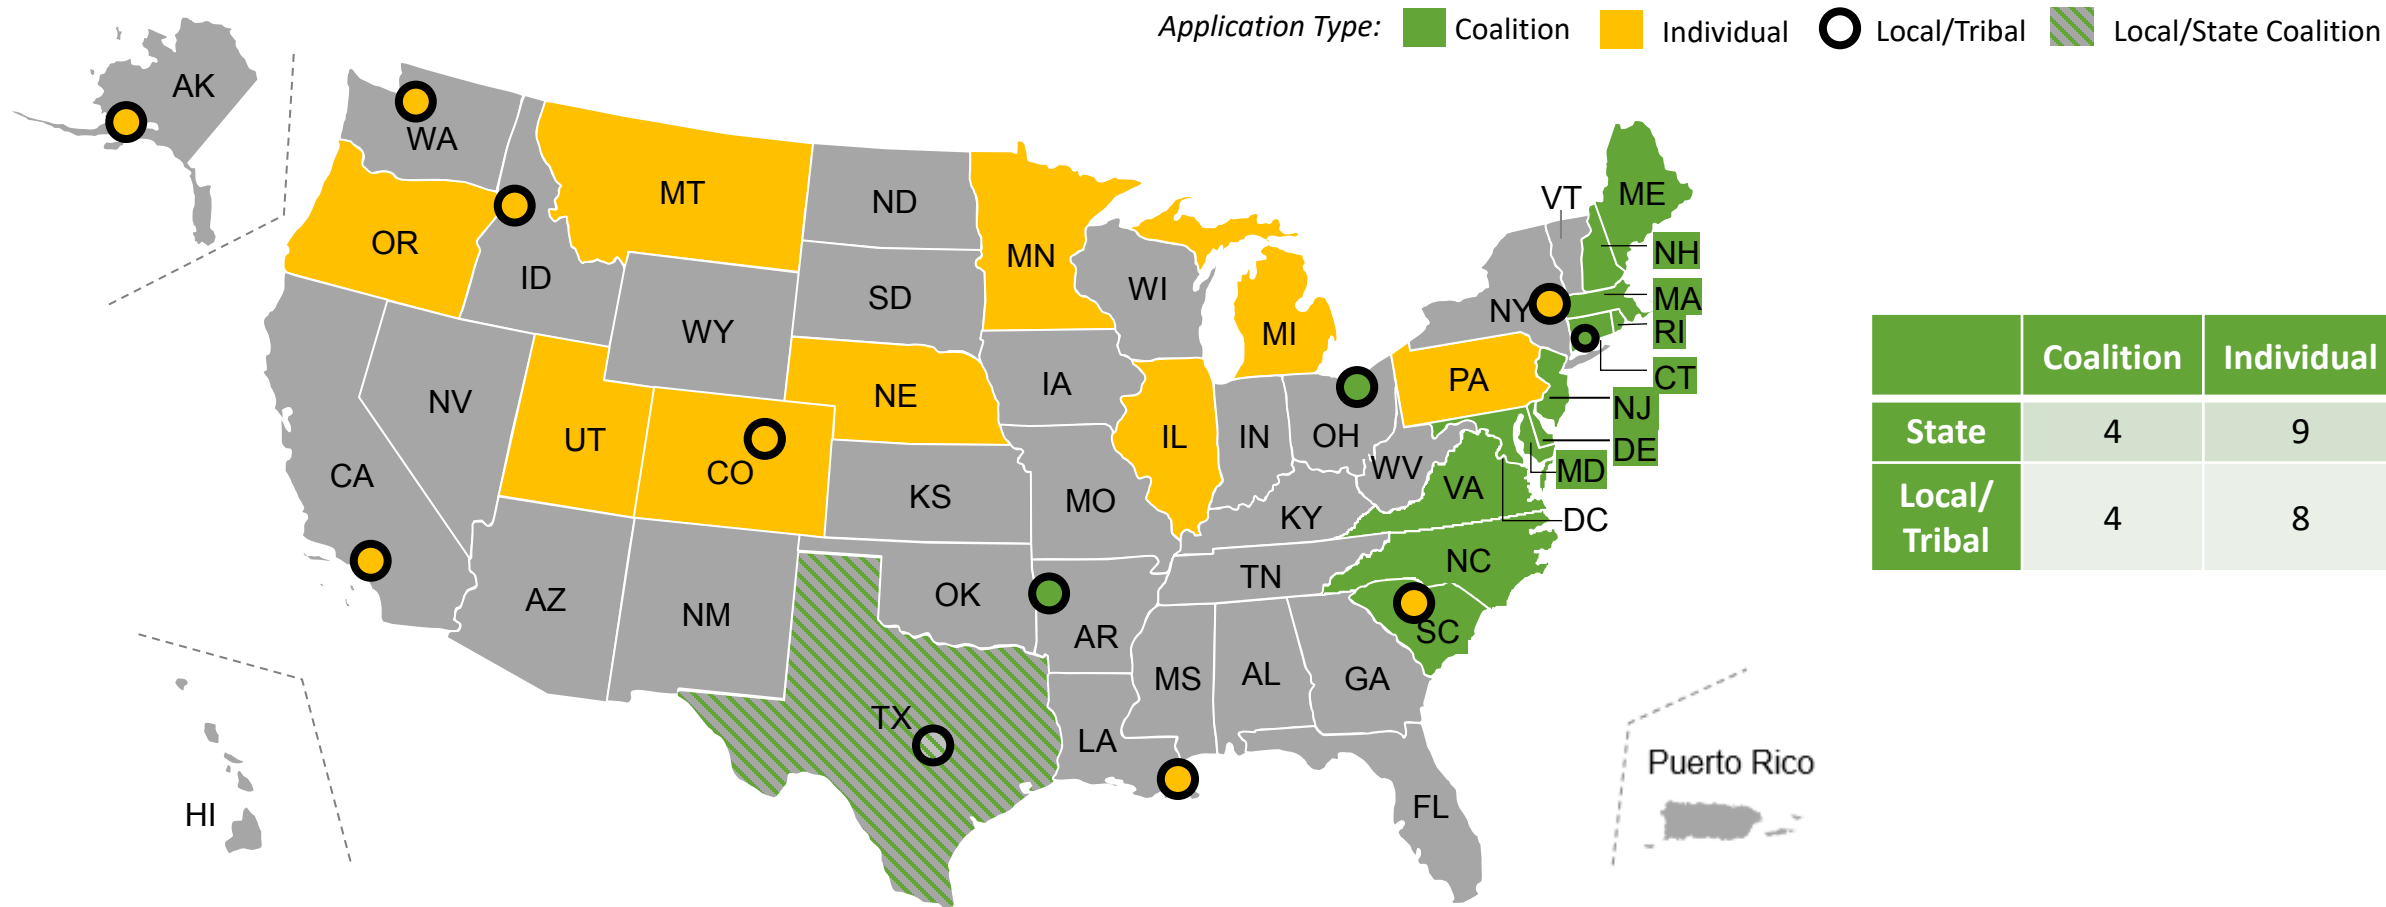 Application Type: Coalition Individual Local/Tribal Local/State Coalition
AK
WA
MT
ND
VT
ME
OR
MN
NH
ID
SD
WI
MA
NY
RI
WY
MI
Coalition Individual
CT
IA
PA
NV
NE
NJ
State 4 9
UT
IL
IN
OH
DE
CO
WV
MD
CA
KS
MO
VA
Local/
Tribal 4 8
KY
DC
NC
TN
AZ
NM
OK
AR
SC
MS
AL
GA
TX
LA
Puerto Rico
HI
FL